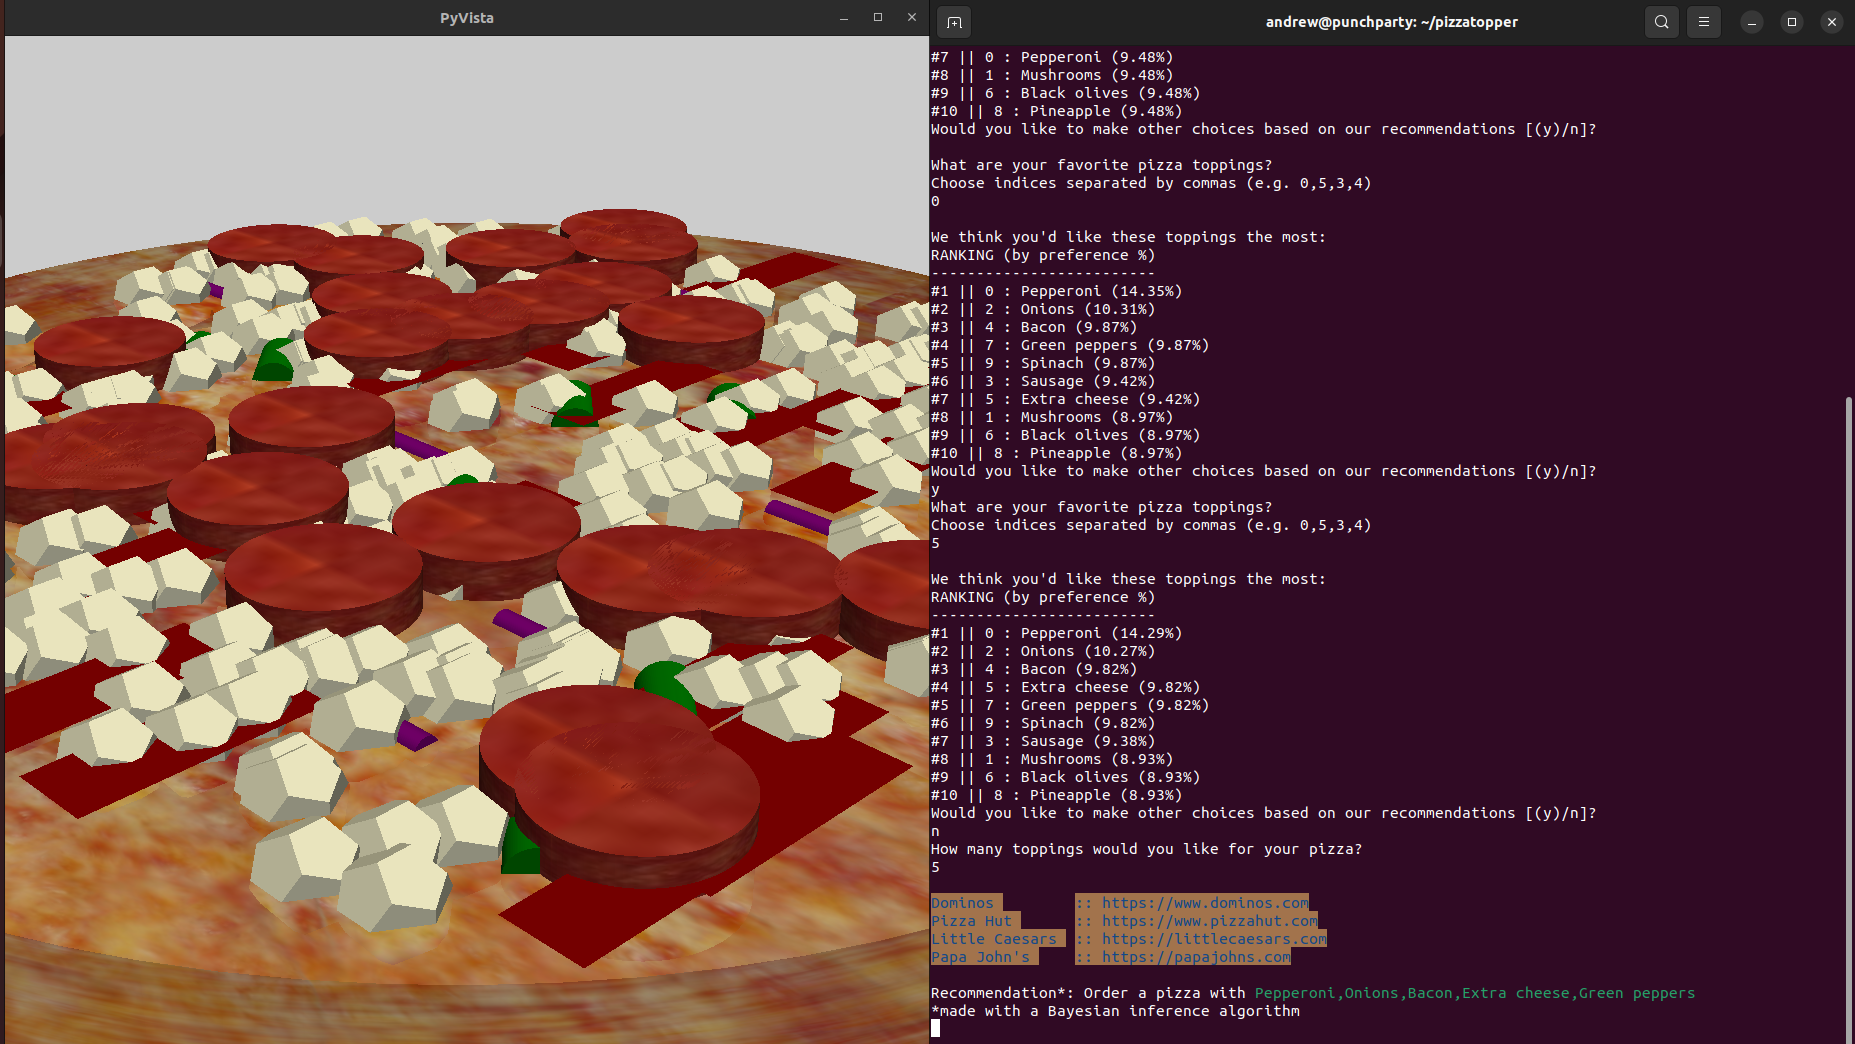 PyVista
andrew@punchparty: ~/pizzatopper
#7 || 0 : Pepperoni (9.48%)
#8 || 1 : Mushrooms (9.48%)
#9 || 6 : Black olives (9.48%)
#10 || 8 : Pineapple (9.48%)
Would you like to make other choices based on our recommendations [(y)/n]?
What are your favorite pizza toppings?
Choose indices separated by commas (e.g. 0,5,3,4)
0
We think you'd like these toppings the most:
RANKING (by preference %)
-------------------------
#1 || 0 : Pepperoni (14.35%)
#2 || 2 : Onions (10.31%)
#3 || 4 : Bacon (9.87%)
#4 || 7 : Green peppers (9.87%)
#5 || 9 : Spinach (9.87%)
#6 || 3 : Sausage (9.42%)
#7 || 5 : Extra cheese (9.42%)
#8 || 1 : Mushrooms (8.97%)
#9 || 6 : Black olives (8.97%)
#10 || 8 : Pineapple (8.97%)
Would you like to make other choices based on our recommendations [(y)/n]?
y
What are your favorite pizza toppings?
Choose indices separated by commas (e.g. 0,5,3,4)
5
We think you'd like these toppings the most:
RANKING (by preference %)
-------------------------
#1 || 0 : Pepperoni (14.29%)
#2 || 2 : Onions (10.27%)
#3 || 4 : Bacon (9.82%)
#4 || 5 : Extra cheese (9.82%)
#5 || 7 : Green peppers (9.82%)
#6 || 9 : Spinach (9.82%)
#7 || 3 : Sausage (9.38%)
#8 || 1 : Mushrooms (8.93%)
#9 || 6 : Black olives (8.93%)
#10 || 8 : Pineapple (8.93%)
Would you like to make other choices based on our recommendations [(y)/n]?
n
How many toppings would you like for your pizza?
5
Dominos :: https://www.dominos.com
Pizza Hut :: https://www.pizzahut.com
Little Caesars :: https://littlecaesars.com
Papa John's :: https://papajohns.com
Recommendation*: Order a pizza with Pepperoni,Onions,Bacon,Extra cheese,Green peppers
*made with a Bayesian inference algorithm